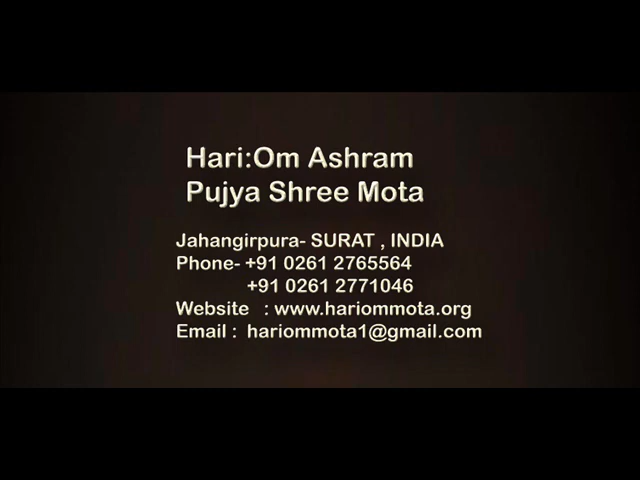 Hari:Om Ashram
Pujya Shree Mota
Jahangirpura- SURAT , INDIA
Phone- +91 0261 2765564
+91 0261 2771046
Website : www.hariommota.org
Email : hariommota1@gmail.com